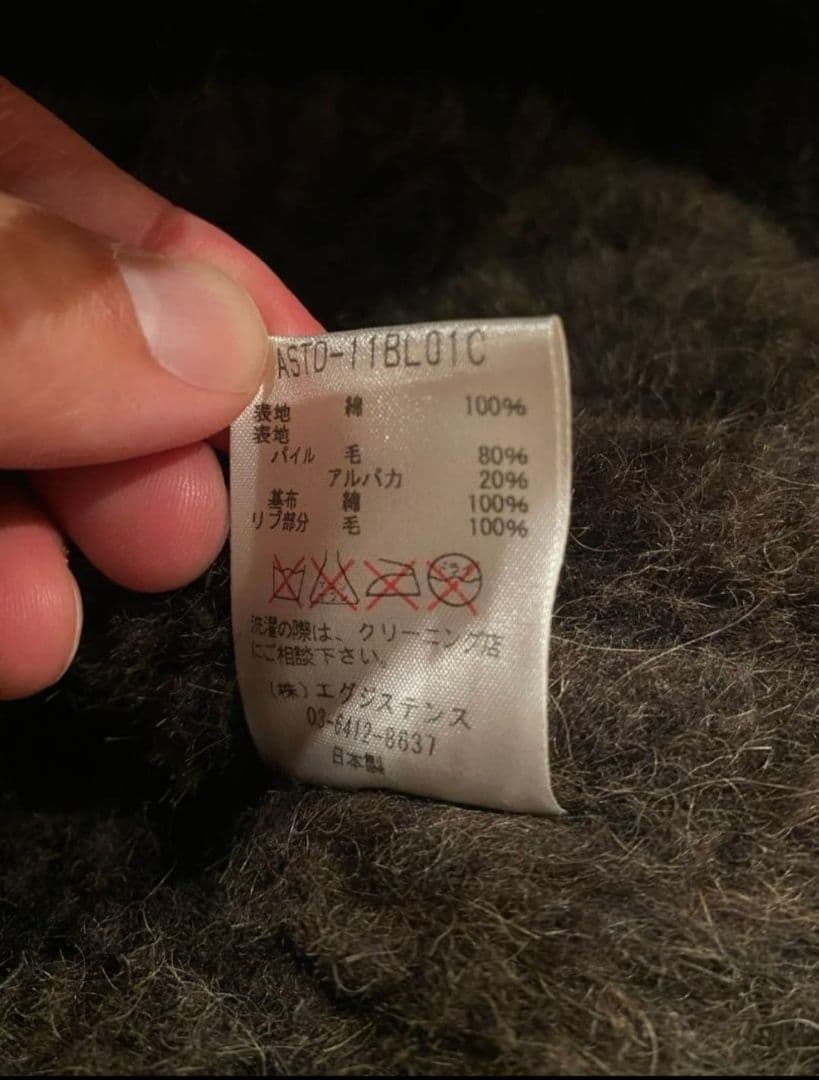 ASTD-11BL01C
表地 綿 100%
表地
パイル 毛 80%
アルパカ 20%
基布 綿 100%
リブ部分 毛 100%
洗濯の際は、クリーニング店
にご相談下さい。
(株)エグジステンス
03-6412-8637
日本製